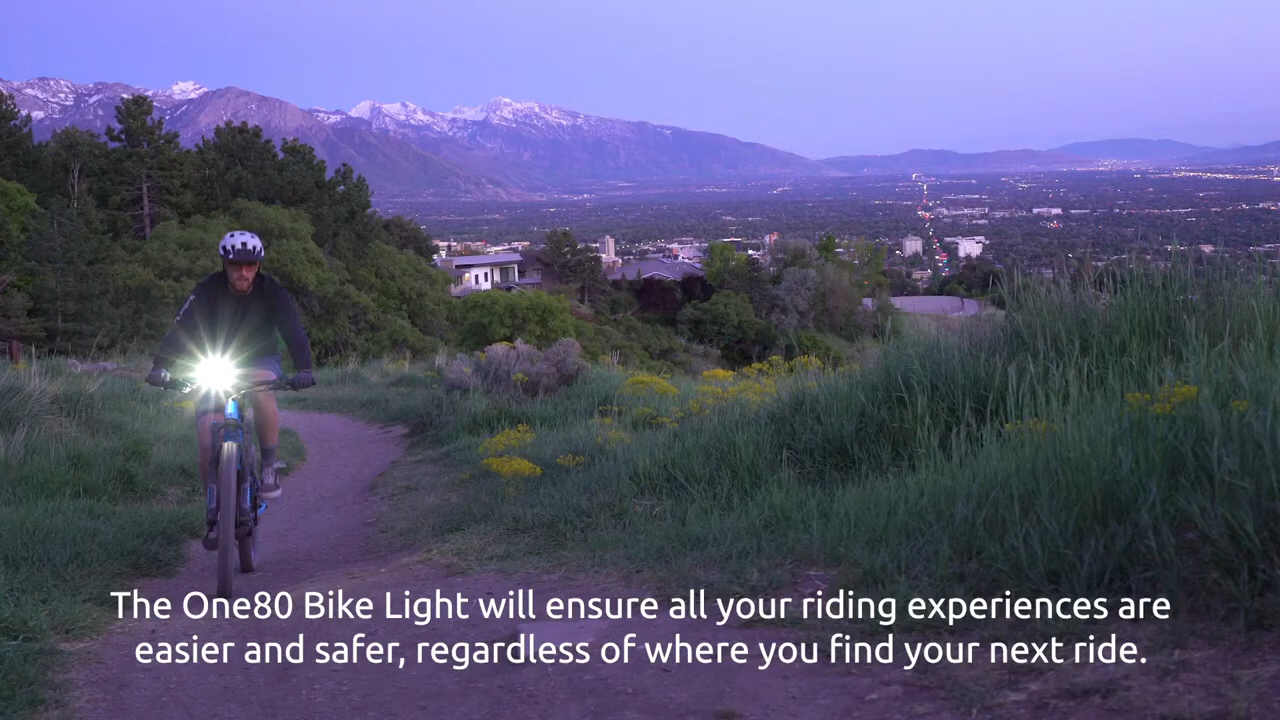 The One80 Bike Light will ensure all your riding experiences are
easier and safer, regardless of where you find your next ride.